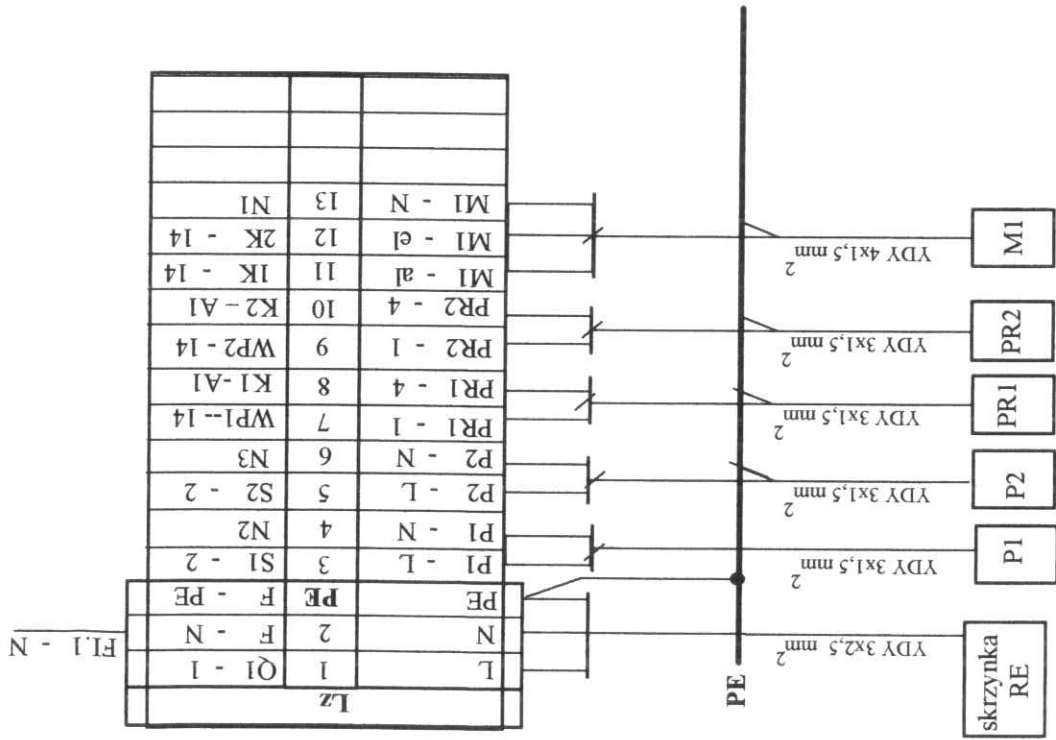 Lz
L 1 Q1 - 1
N 2 F - N
PE PE F - PE
P1 - L 3 S1 - 2
P1 - N 4 N2
P2 - L 5 S2 - 2
P2 - N 6 N3
PR1 - 1 7 WP1--14
PR1 - 4 8 K1-A1
PR2 - 1 9 WP2- 14
PR2 - 4 10 K2–A1
M1 - al 11 1K - 14
M1 - el 12 2K - 14
M1 - N 13 N1
FI.1 - N
PE
skrzynka
RE
YDY 3x2,5 mm²
P1
YDY 3x1,5 mm²
P2
YDY 3x1,5 mm²
PR1
YDY 3x1,5 mm²
PR2
YDY 3x1,5 mm²
M1
YDY 4x1,5 mm²